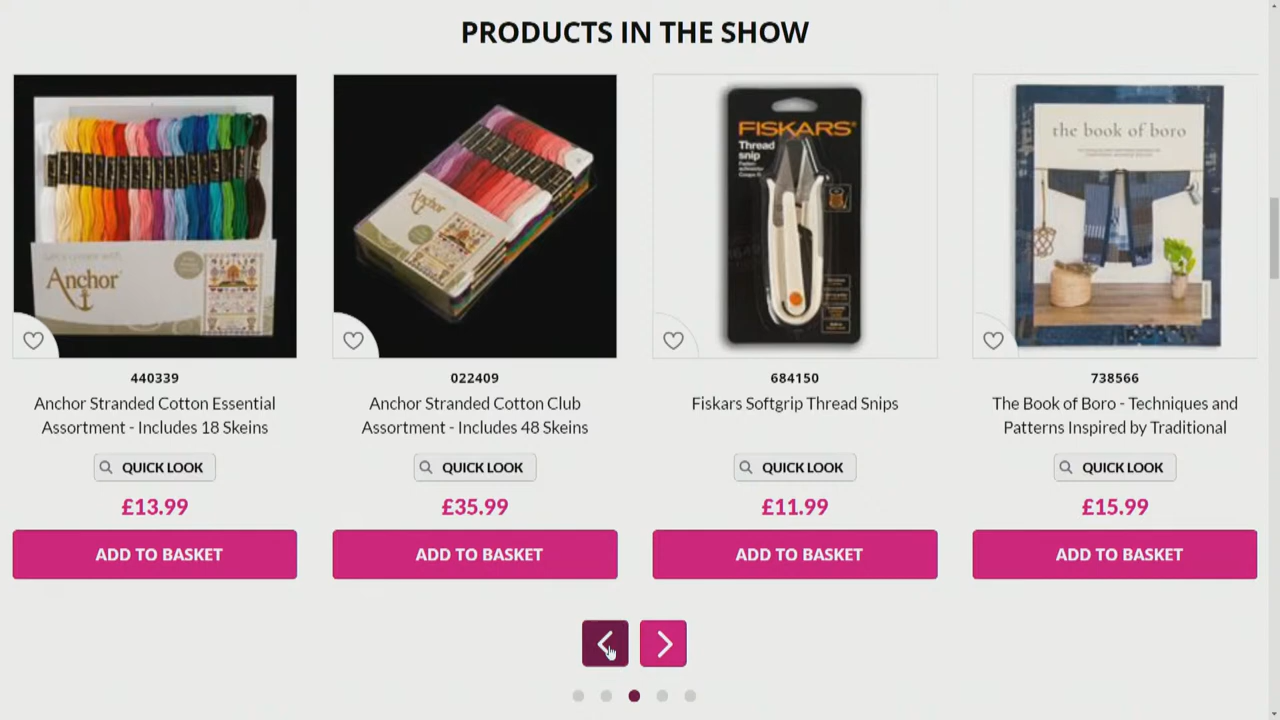 PRODUCTS IN THE SHOW
Anchor
Anchor
FISKARS
Thread
snip
the book of boro
440339
Anchor Stranded Cotton Essential
Assortment - Includes 18 Skeins
QUICK LOOK
£13.99
ADD TO BASKET
022409
Anchor Stranded Cotton Club
Assortment - Includes 48 Skeins
QUICK LOOK
£35.99
ADD TO BASKET
684150
Fiskars Softgrip Thread Snips
QUICK LOOK
£11.99
ADD TO BASKET
738566
The Book of Boro - Techniques and
Patterns Inspired by Traditional
QUICK LOOK
£15.99
ADD TO BASKET